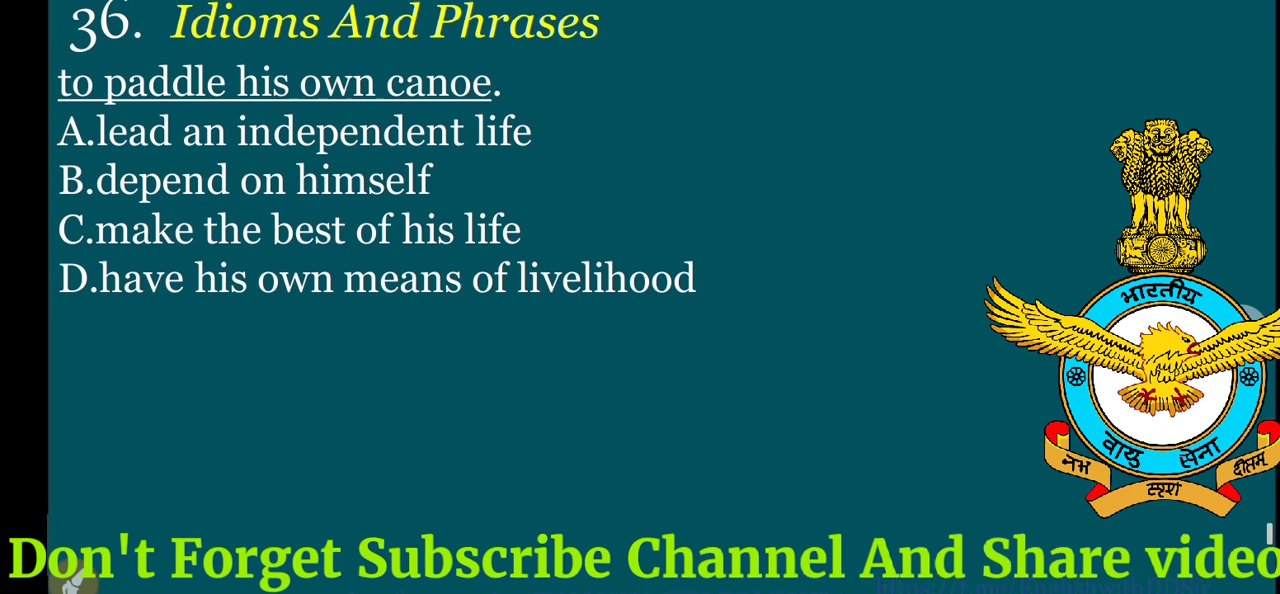 36. Idioms And Phrases
to paddle his own canoe.
A.lead an independent life
B.depend on himself
C.make the best of his life
D.have his own means of livelihood
भारतीय
वायु सेना
नभ स्पृशं दीप्तम्
Don't Forget Subscribe Channel And Share video